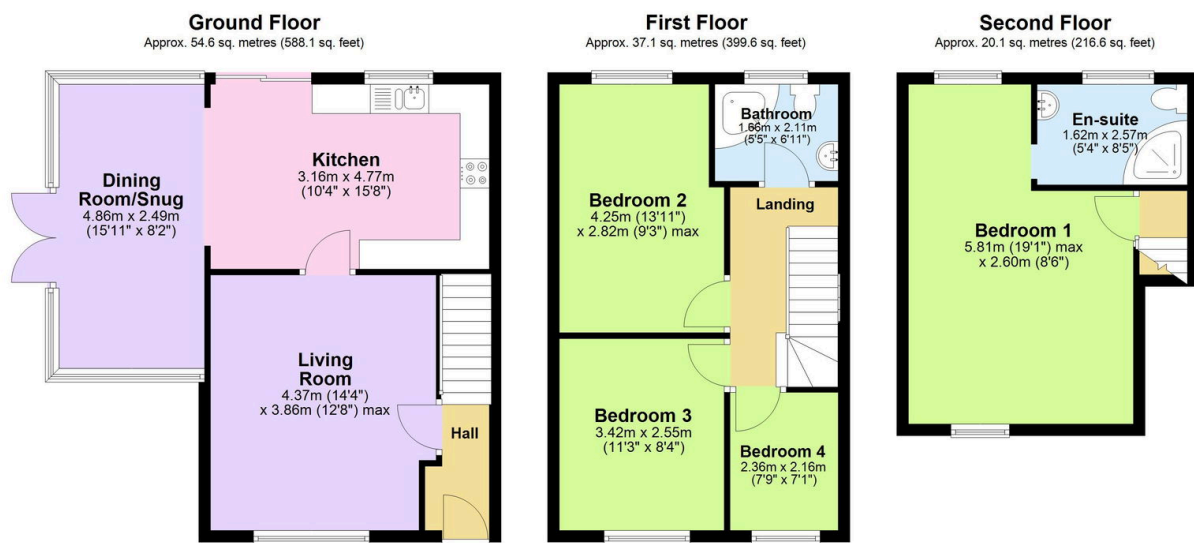 Ground Floor
Approx. 54.6 sq. metres (588.1 sq. feet)
Dining
Room/Snug
4.86m x 2.49m
(15'11" x 8'2")
Kitchen
3.16m x 4.77m
(10'4" x 15'8")
Living
Room
4.37m (14'4")
x 3.86m (12'8") max
Hall
First Floor
Approx. 37.1 sq. metres (399.6 sq. feet)
Bathroom
1.66m x 2.11m
(5'5" x 6'11")
Bedroom 2
4.25m (13'11")
x 2.82m (9'3") max
Landing
Bedroom 3
3.42m x 2.55m
(11'3" x 8'4")
Bedroom 4
2.36m x 2.16m
(7'9" x 7'1")
Second Floor
Approx. 20.1 sq. metres (216.6 sq. feet)
En-suite
1.62m x 2.57m
(5'4" x 8'5")
Bedroom 1
5.81m (19'1") max
x 2.60m (8'6")